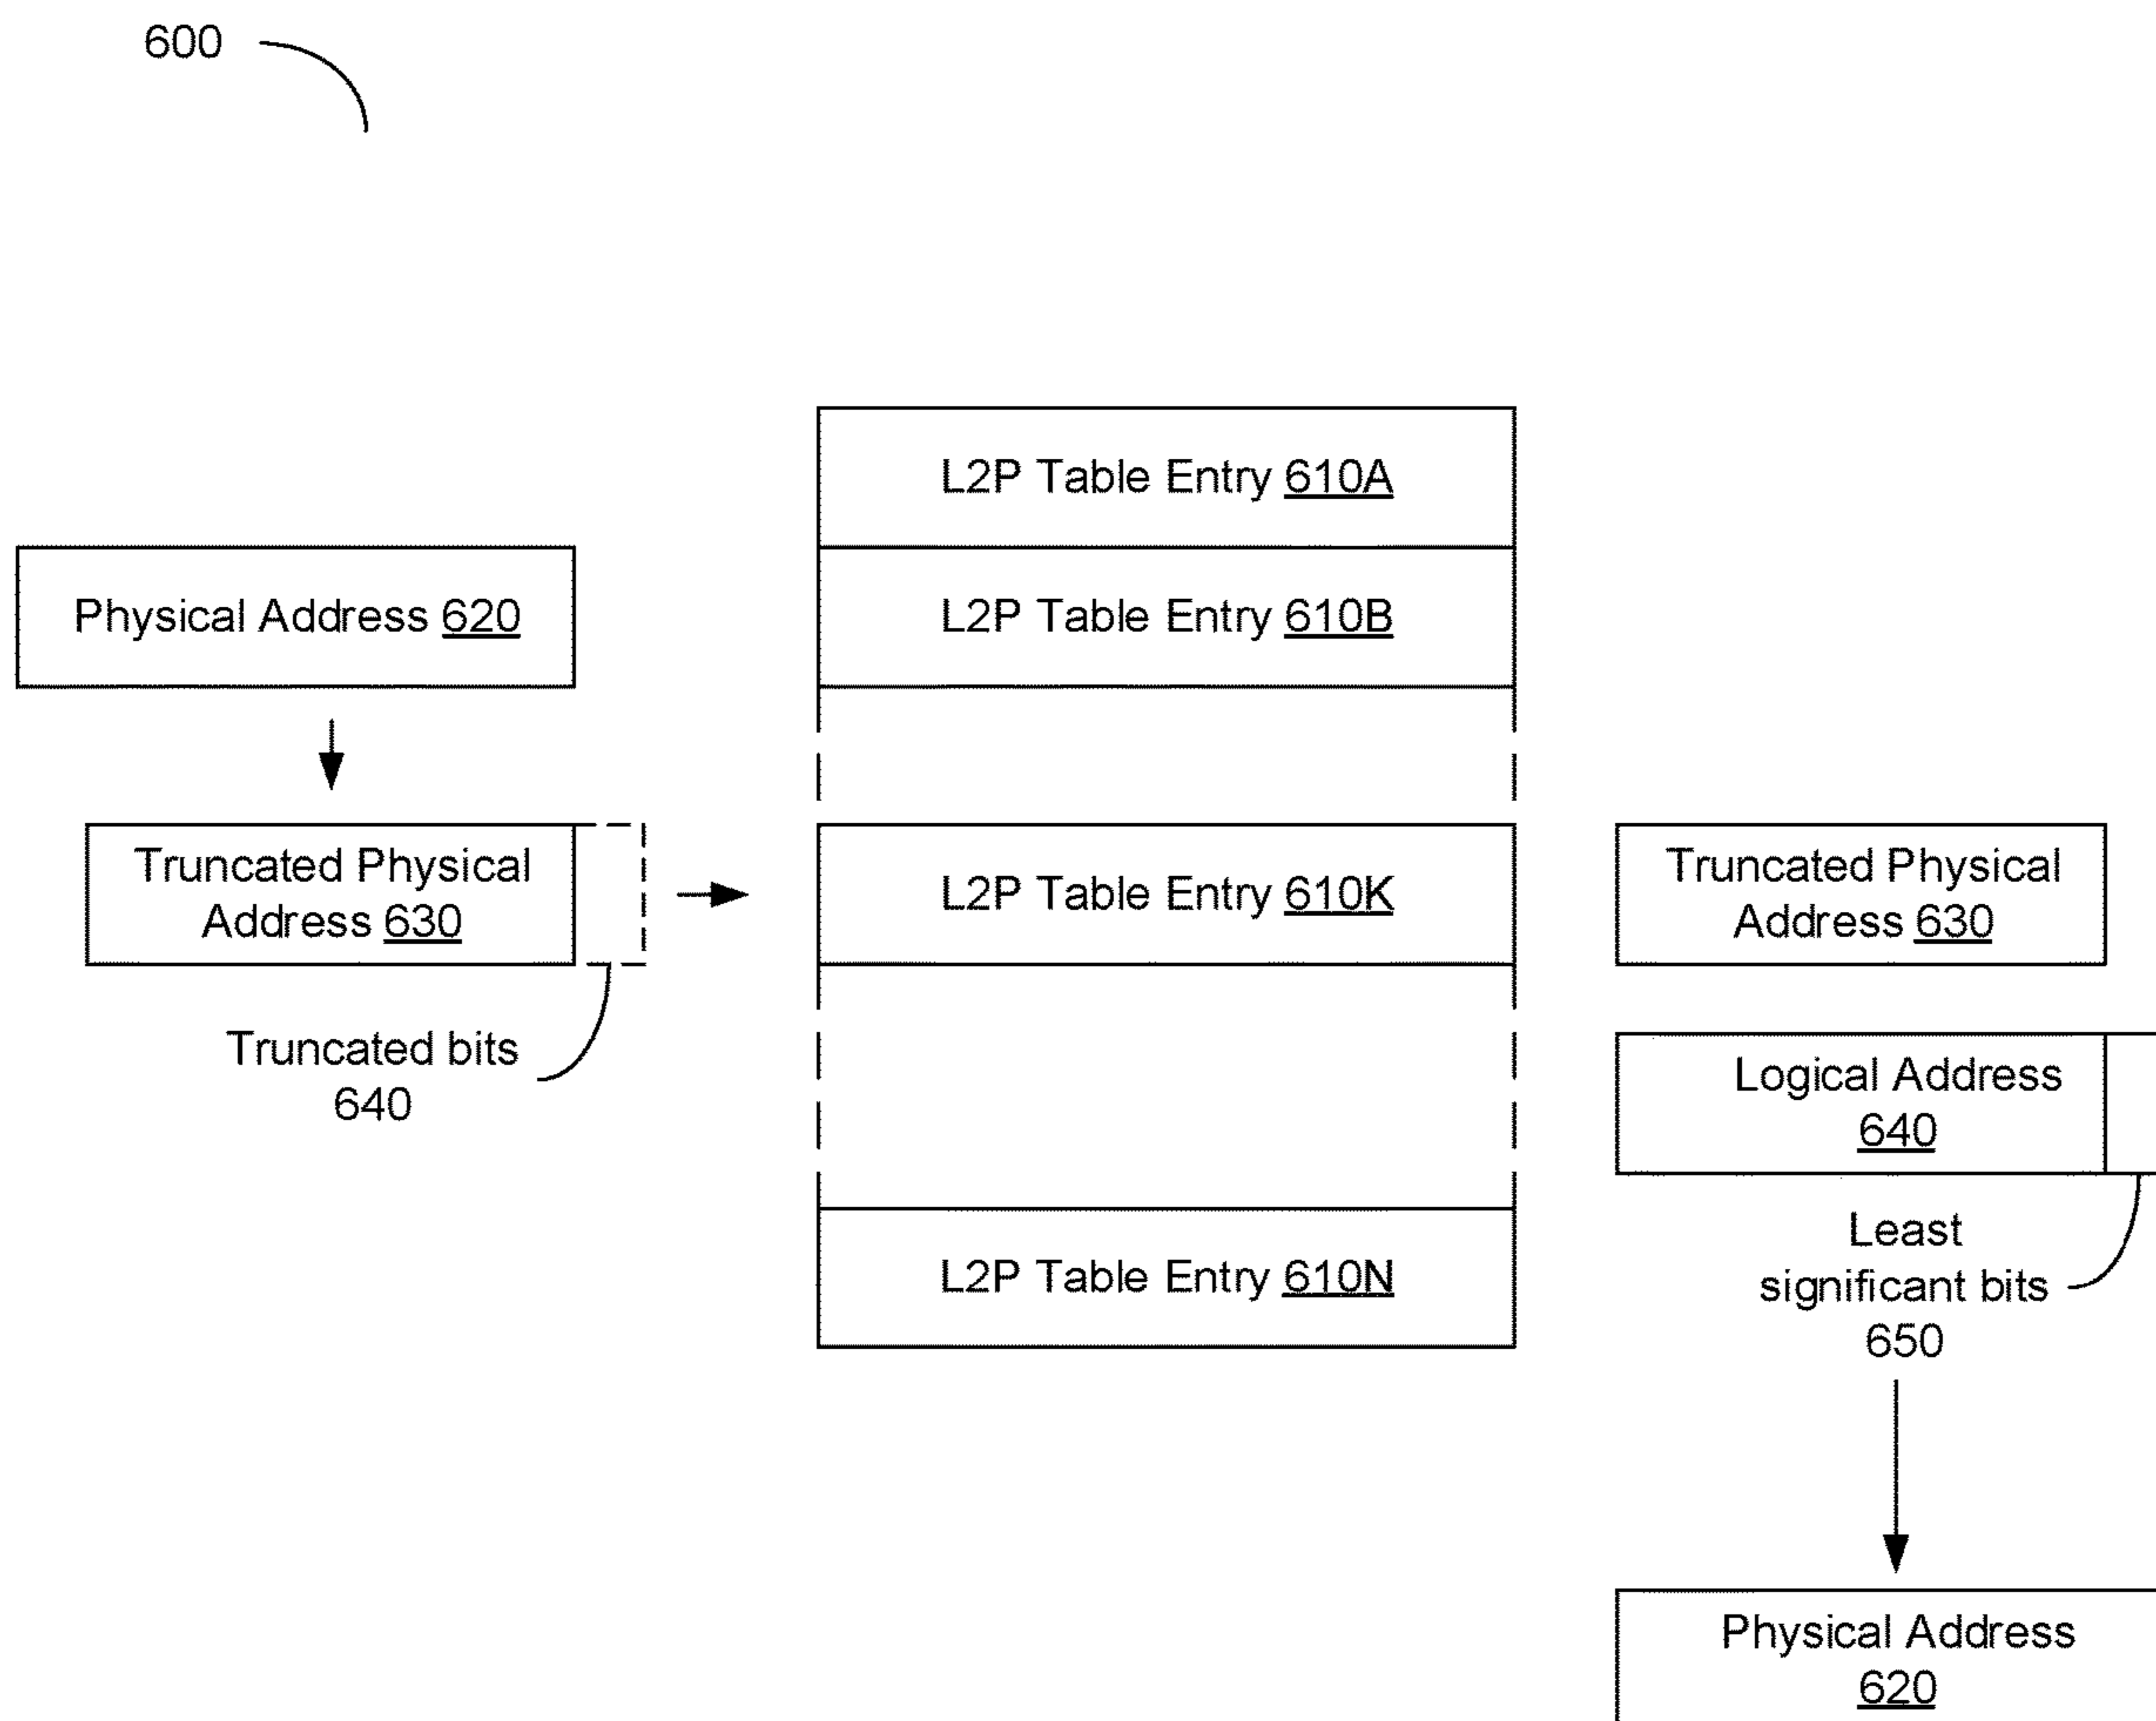 600
L2P Table Entry 610A
Physical Address 620
L2P Table Entry 610B
Truncated Physical
Address 630
L2P Table Entry 610K
Truncated Physical
Address 630
Truncated bits
640
Logical Address
640
Least
significant bits
650
L2P Table Entry 610N
Physical Address
620